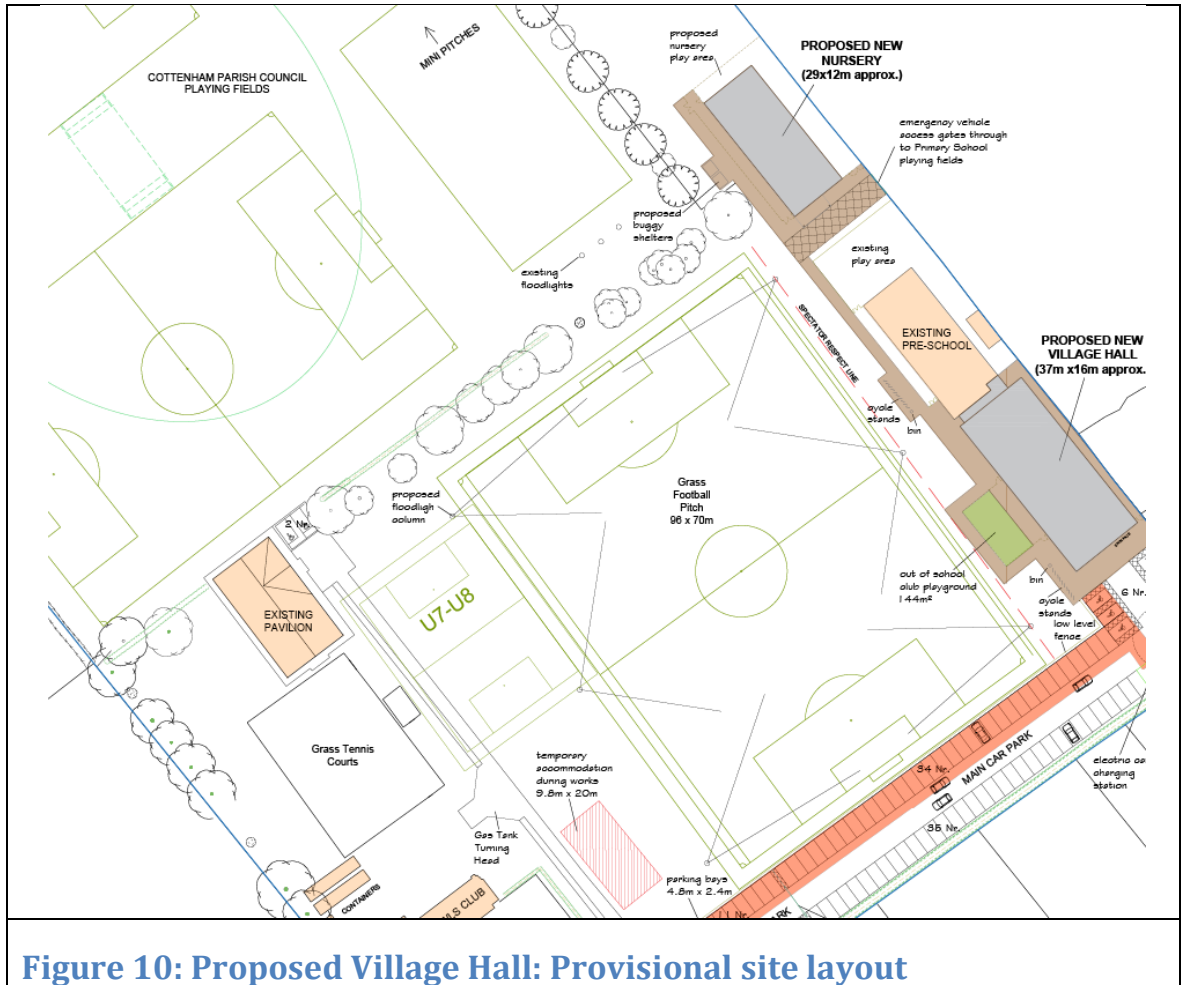 COTTENHAM PARISH COUNCIL
PLAYING FIELDS
MINI PITCHES
proposed
nursery
play area
PROPOSED NEW
NURSERY
(29x12m approx.)
emergency vehicle
access gates through
to Primary School
playing fields
proposed
buggy
shelters
existing
floodlights
existing
play area
SPECTATOR RESPECT LINE
EXISTING
PRE-SCHOOL
PROPOSED NEW
VILLAGE HALL
(37m x16m approx.
cycle
stands
bin
Grass
Football
Pitch
96 x 70m
proposed
floodligh
column
2 Nr.
EXISTING
PAVILION
U7-U8
out of school
club playground
144m²
bin
cycle
stands
low level
fence
6 Nr.
Grass Tennis
Courts
temporary
accommodation
during works
9.8m x 20m
34 Nr.
MAIN CAR PARK
35 Nr.
electric ca
charging
station
Gas Tank
Turning
Head
parking bays
4.8m x 2.4m
CONTAINERS
LS CLUB
Figure 10: Proposed Village Hall: Provisional site layout